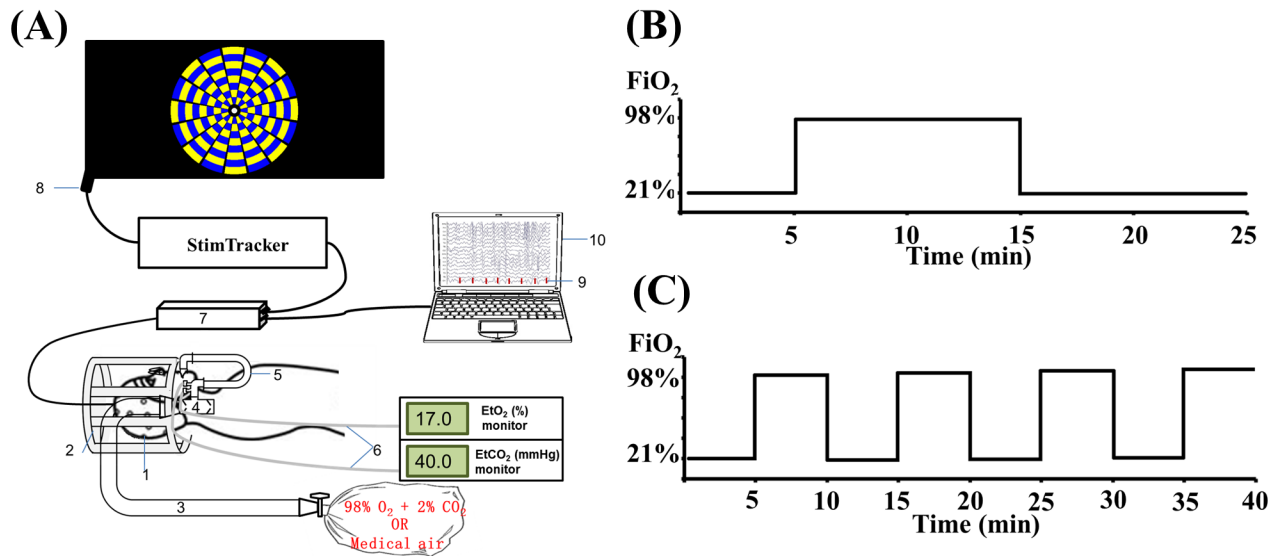 (A)
8
StimTracker
10
9
7
5
4
2
1
6
3
17.0
EtO₂ (%)
monitor
40.0
EtCO₂ (mmHg)
monitor
98% O₂ + 2% CO₂
OR
Medical air
(B)
FiO₂
98%
21%
5 10 15 20 25
Time (min)
(C)
FiO₂
98%
21%
5 10 15 20 25 30 35 40
Time (min)